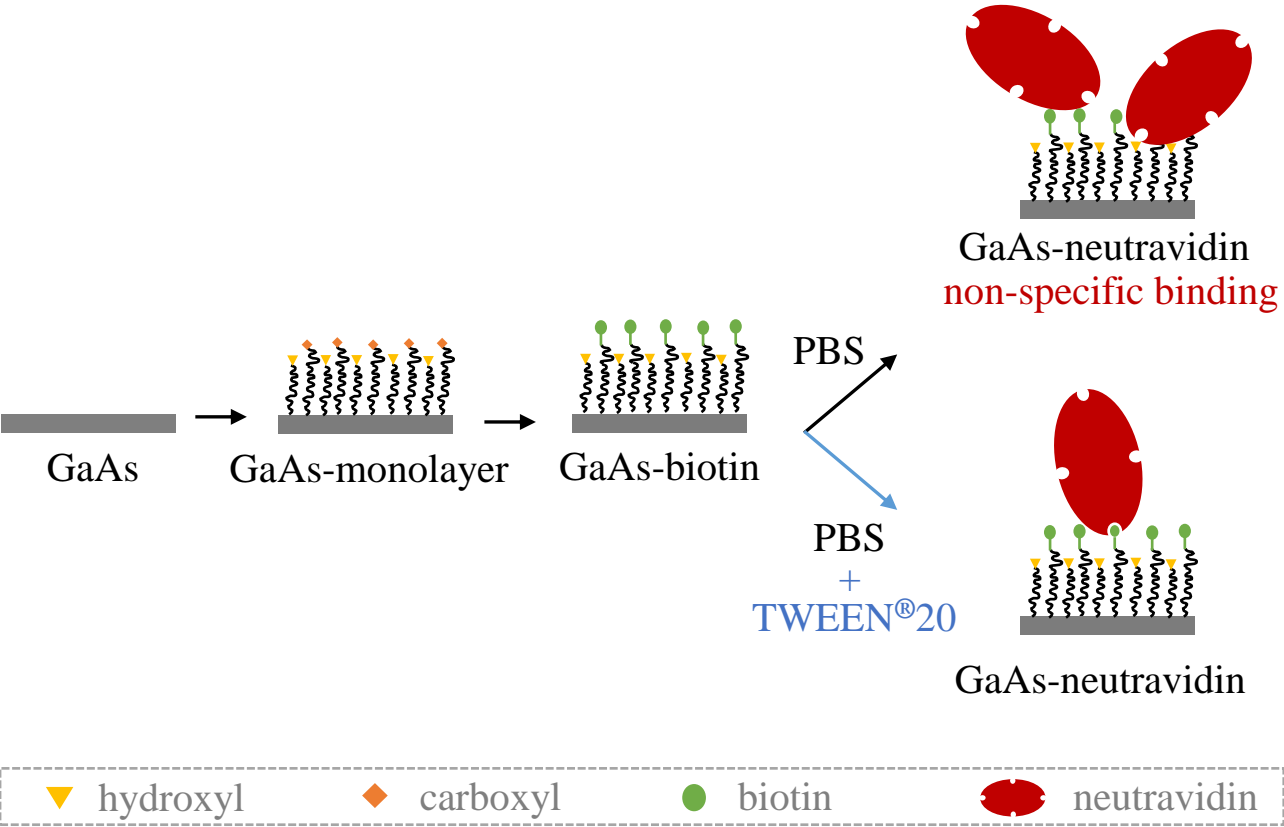 GaAs-neutravidin
non-specific binding
PBS
GaAs
GaAs-monolayer
GaAs-biotin
PBS
+
TWEEN®20
GaAs-neutravidin
hydroxyl
carboxyl
biotin
neutravidin